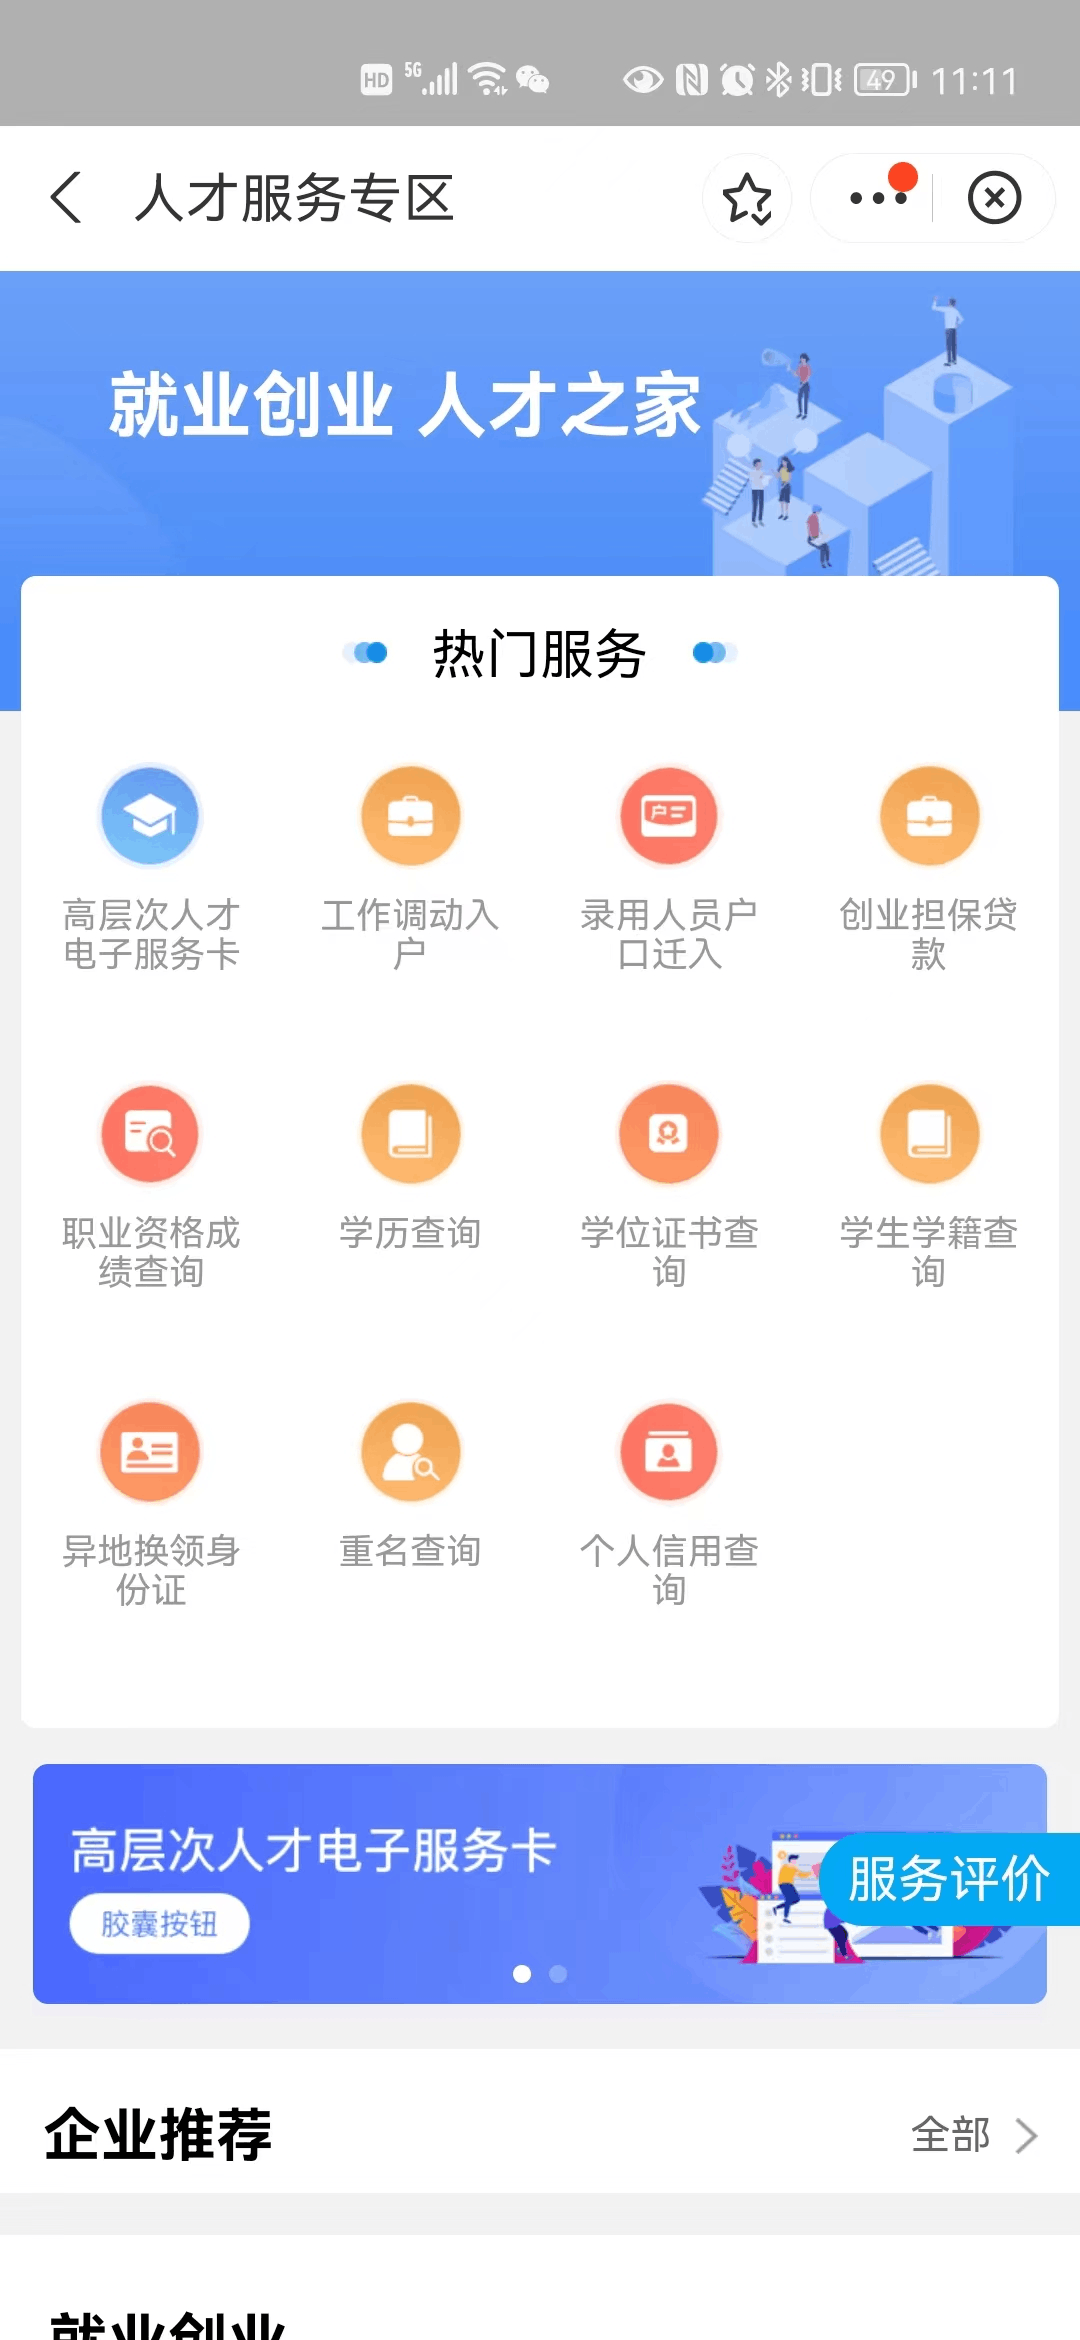 HD 5G 49 11:11
人才服务专区
就业创业 人才之家
热门服务
高层次人才
电子服务卡
工作调动入
户
录用人员户
口迁入
创业担保贷
款
职业资格成
绩查询
学历查询
学位证书查
询
学生学籍查
询
异地换领身
份证
重名查询
个人信用查
询
高层次人才电子服务卡
胶囊按钮
服务评价
企业推荐
全部
就业创业